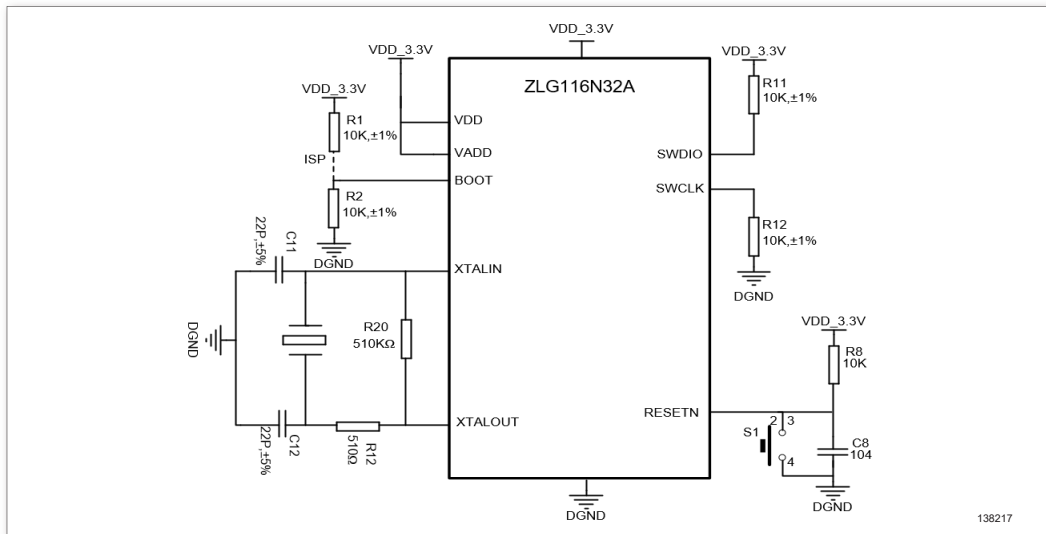 VDD_3.3V
VDD_3.3V
VDD_3.3V
VDD_3.3V
ZLG116N32A
R1
10K,±1%
ISP
R2
10K,±1%
DGND
VDD
VADD
BOOT
XTALIN
XTALOUT
SWDIO
SWCLK
RESETN
R11
10K,±1%
R12
10K,±1%
DGND
C11
22P,±5%
DGND
R20
510KΩ
C12
22P,±5%
R12
510Ω
VDD_3.3V
R8
10K
S1
2 3
4
C8
104
DGND
DGND
138217